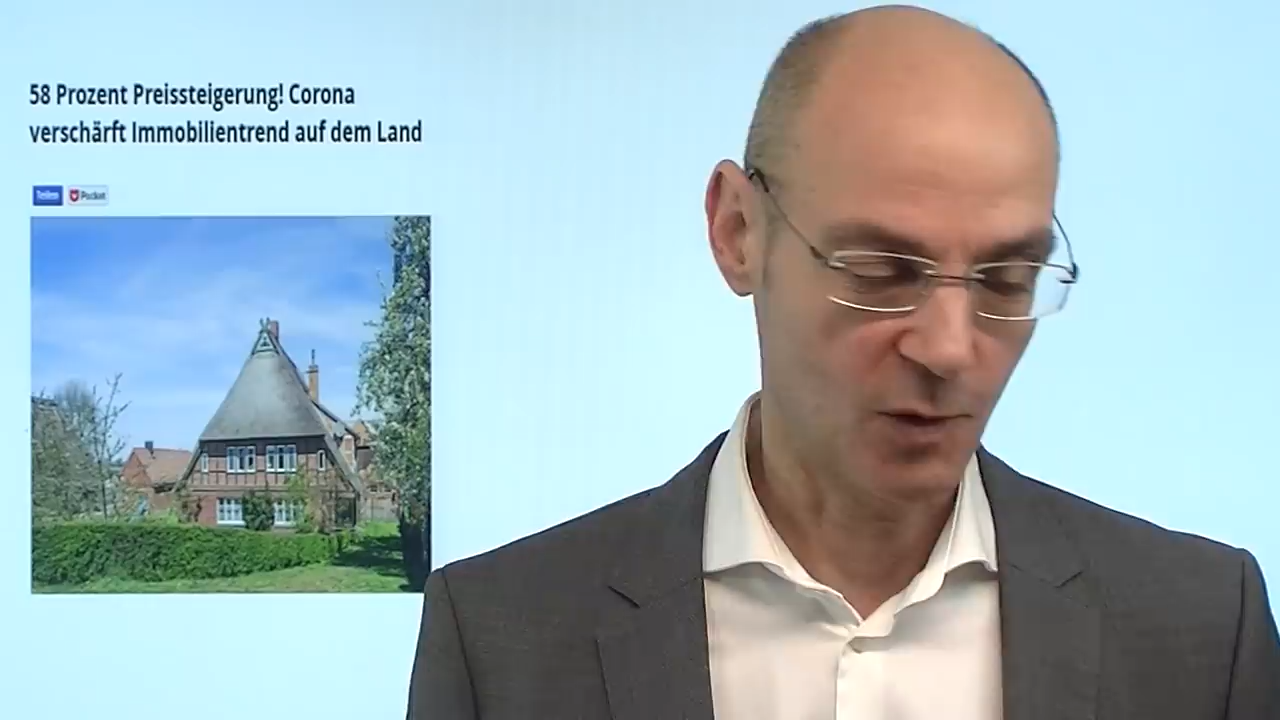 58 Prozent Preissteigerung! Corona
verschärft Immobilientrend auf dem Land
Teilen
Pocket